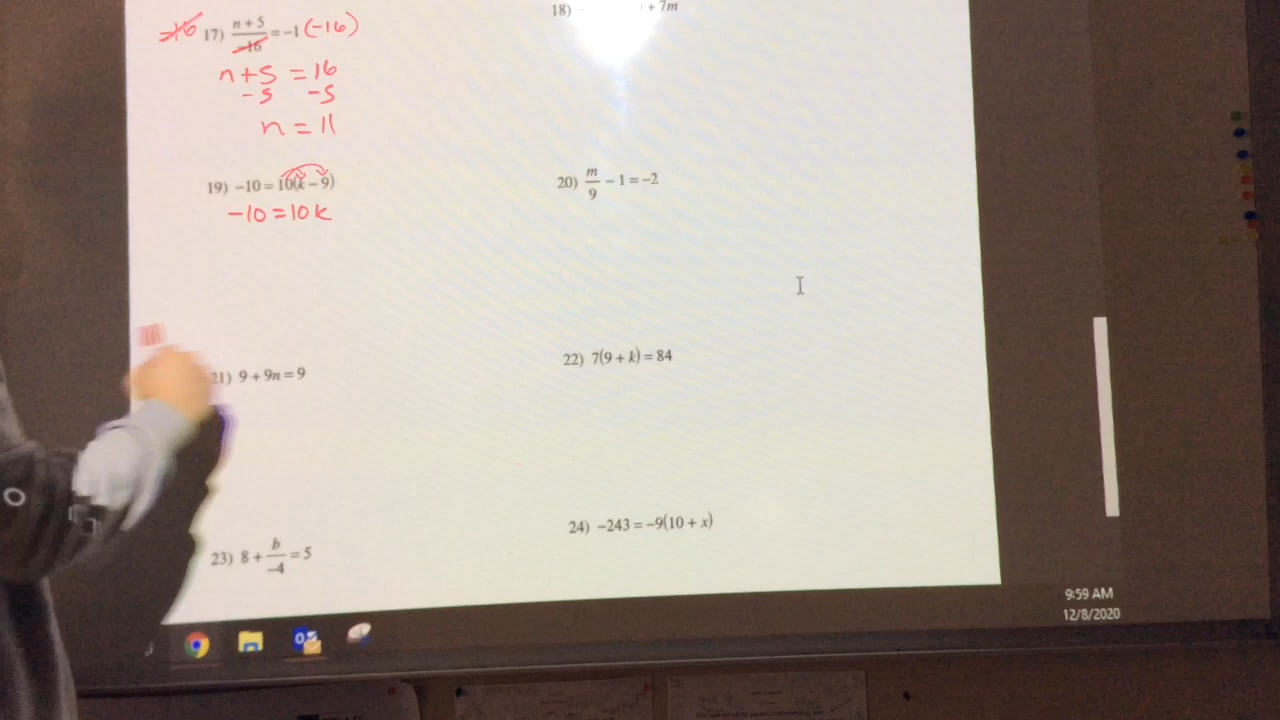 -16 17) n + 5 / -16 = -1 (-16)
n+5 = 16
-5 -5
n = 11
18) + 7m
19) -10 = 10(k - 9)
-10 = 10k
20) m / 9 - 1 = -2
21) 9 + 9n = 9
22) 7(9 + k) = 84
23) 8 + b / -4 = 5
24) -243 = -9(10 + x)
9:59 AM
12/8/2020